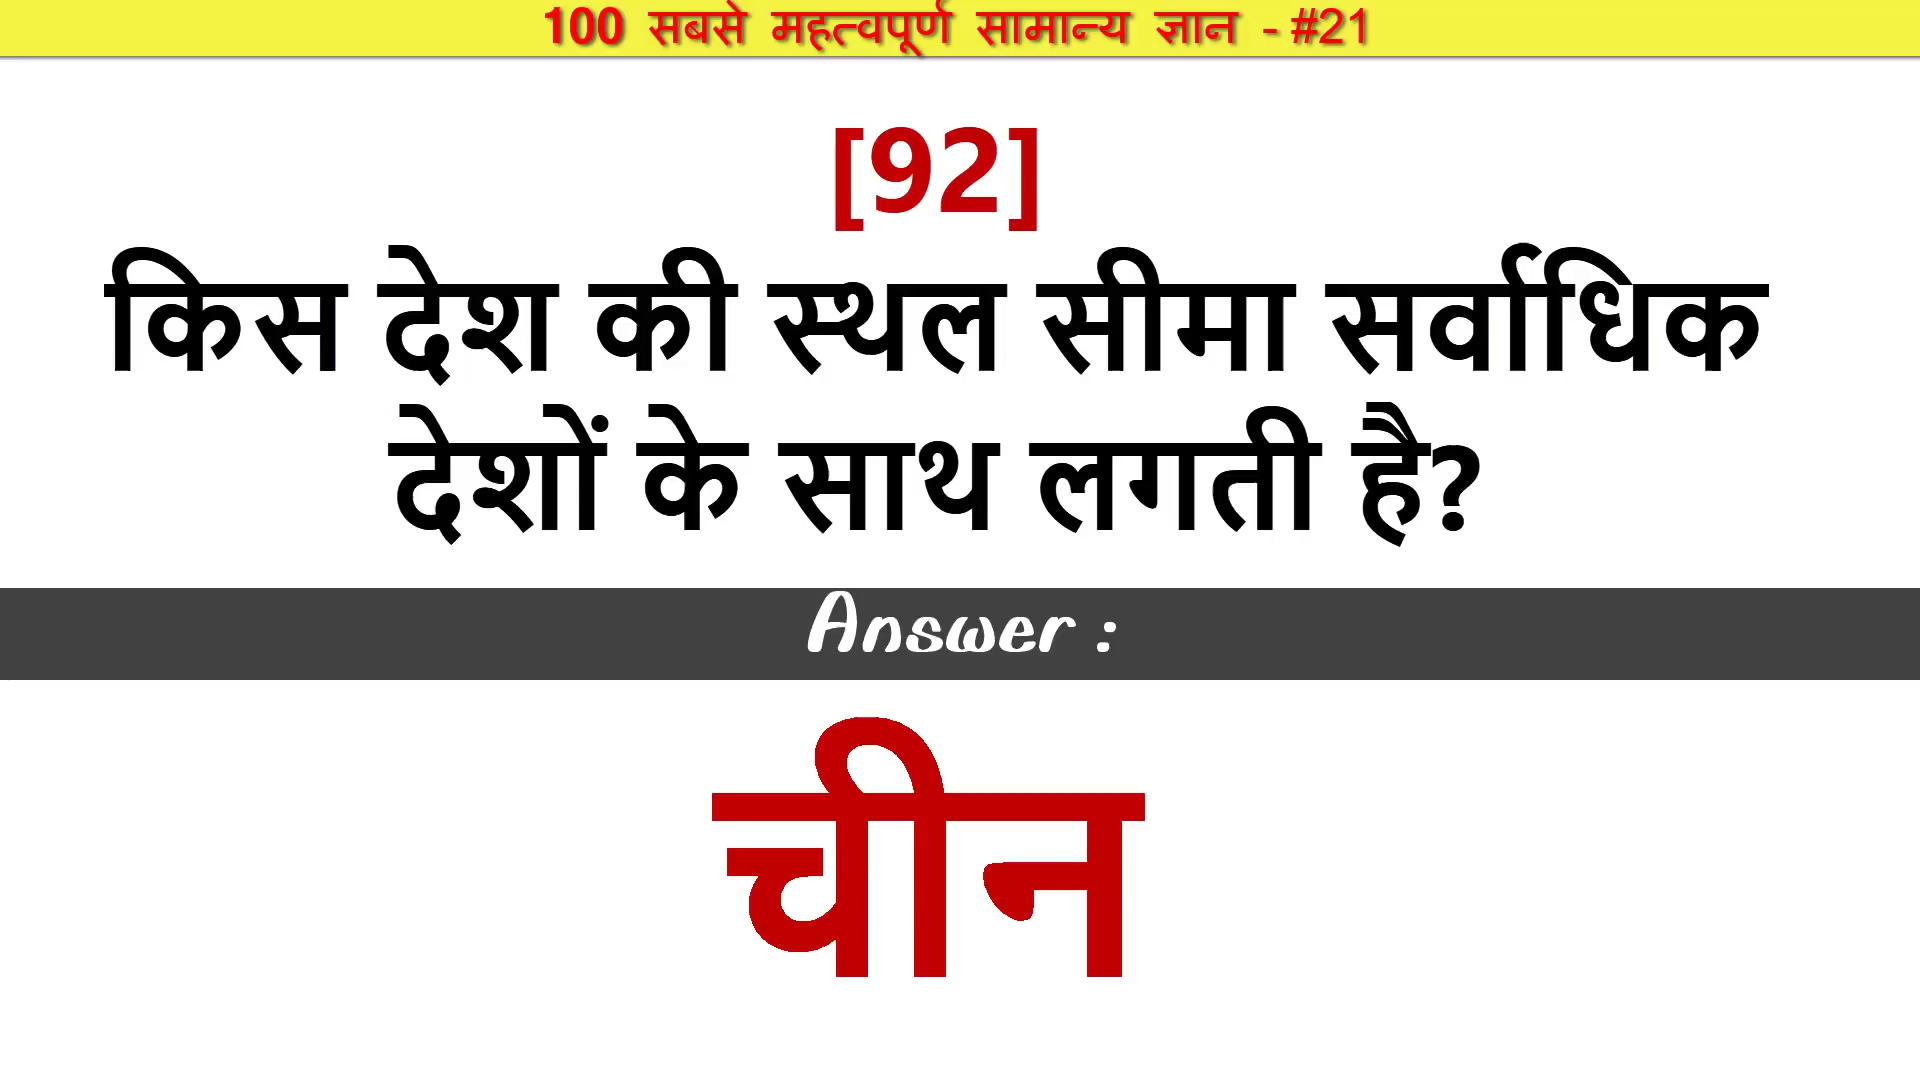 100 सबसे महत्वपूर्ण सामान्य ज्ञान - #21
[92]
किस देश की स्थल सीमा सर्वाधिक
देशों के साथ लगती है?
Answer :
चीन